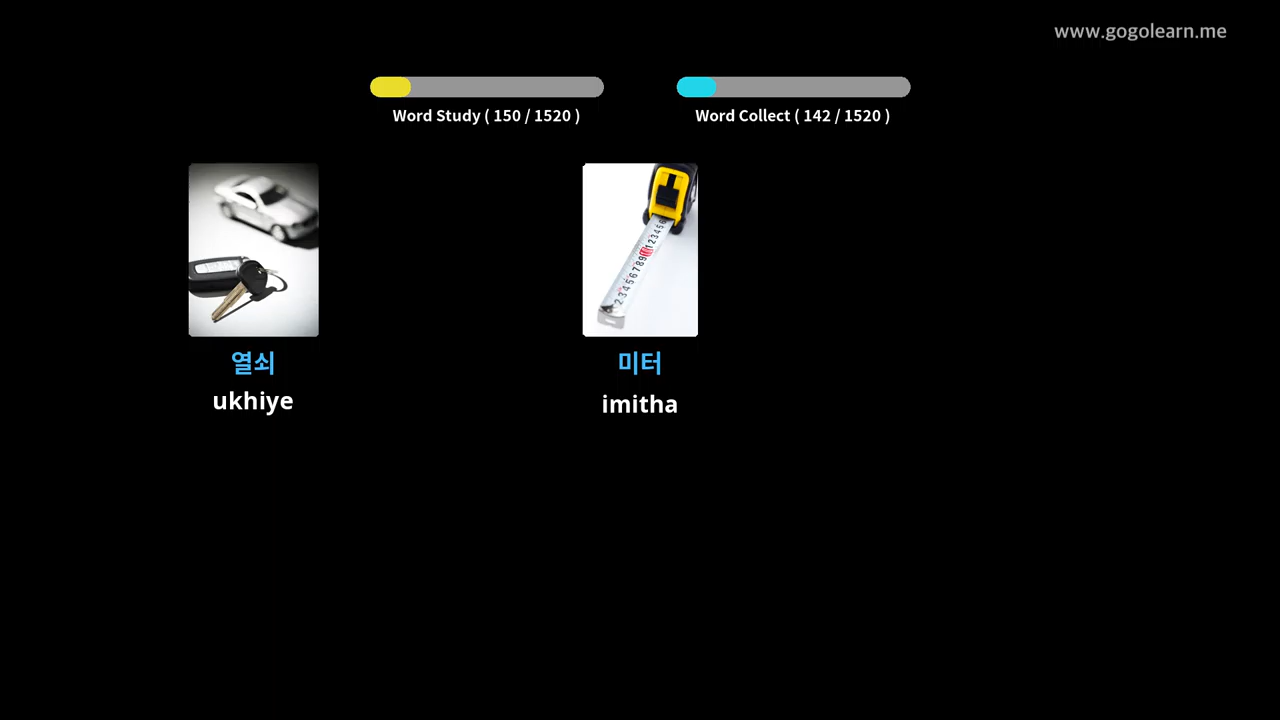 www.gogolearn.me
Word Study ( 150 / 1520 )
Word Collect ( 142 / 1520 )
열쇠
ukhiye
미터
imitha